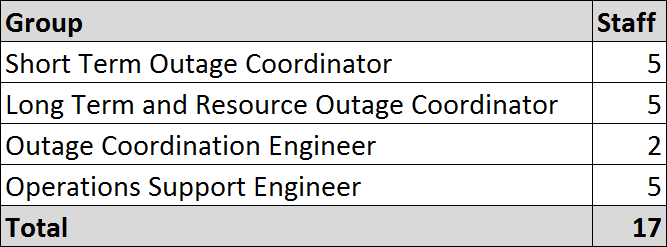 Group Staff
Short Term Outage Coordinator 5
Long Term and Resource Outage Coordinator 5
Outage Coordination Engineer 2
Operations Support Engineer 5
Total 17